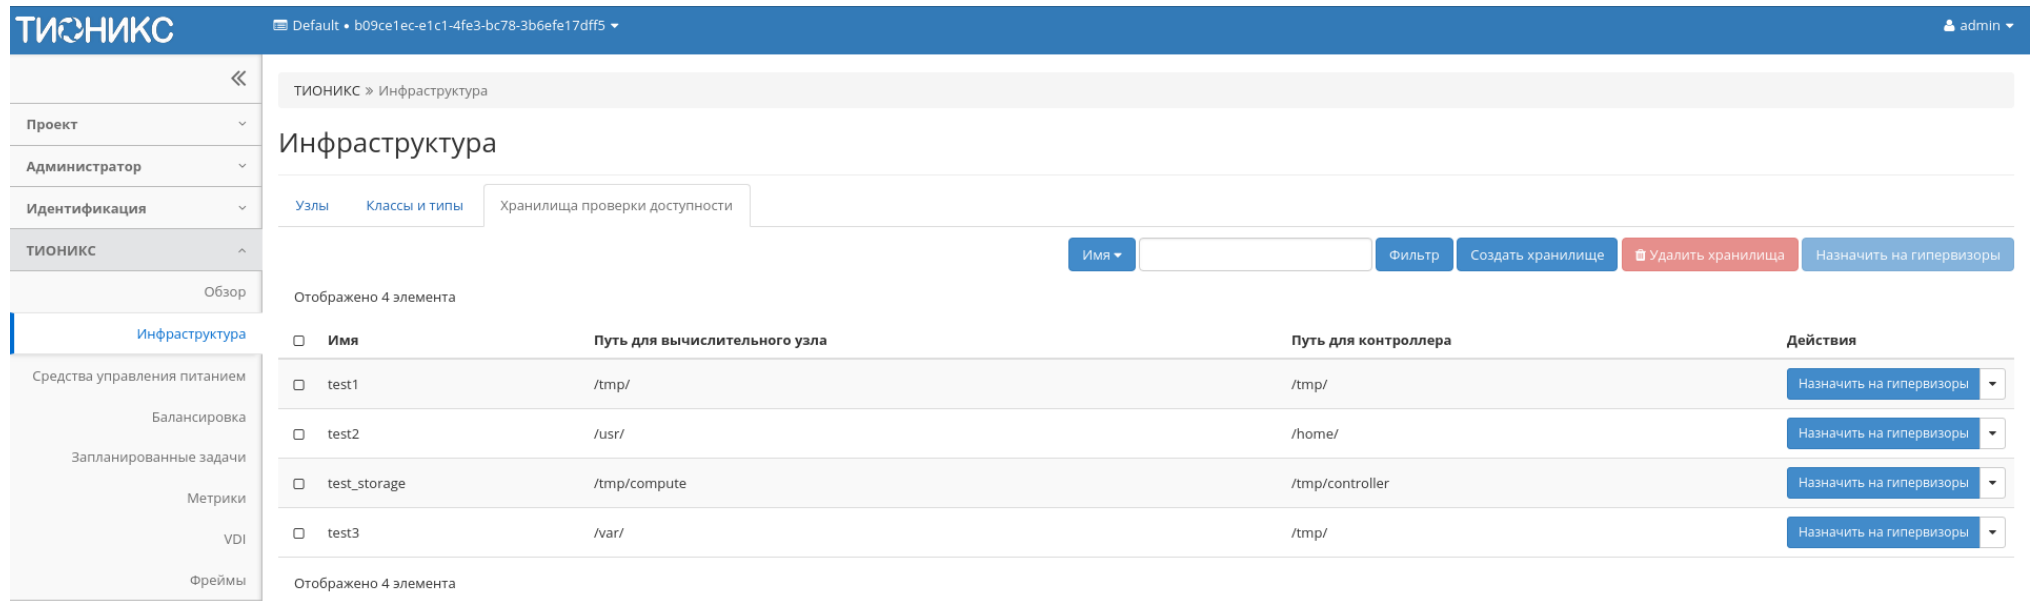 ТИОНИКС
Default • b09ce1ec-e1c1-4fe3-bc78-3b6efe17dff5
admin
Проект
Администратор
Идентификация
ТИОНИКС
Обзор
Инфраструктура
Средства управления питанием
Балансировка
Запланированные задачи
Метрики
VDI
Фреймы
ТИОНИКС » Инфраструктура
Инфраструктура
Узлы Классы и типы Хранилища проверки доступности
Имя Фильтр Создать хранилище Удалить хранилища Назначить на гипервизоры
Отображено 4 элемента
Имя Путь для вычислительного узла Путь для контроллера Действия
test1 /tmp/ /tmp/ Назначить на гипервизоры
test2 /usr/ /home/ Назначить на гипервизоры
test_storage /tmp/compute /tmp/controller Назначить на гипервизоры
test3 /var/ /tmp/ Назначить на гипервизоры
Отображено 4 элемента